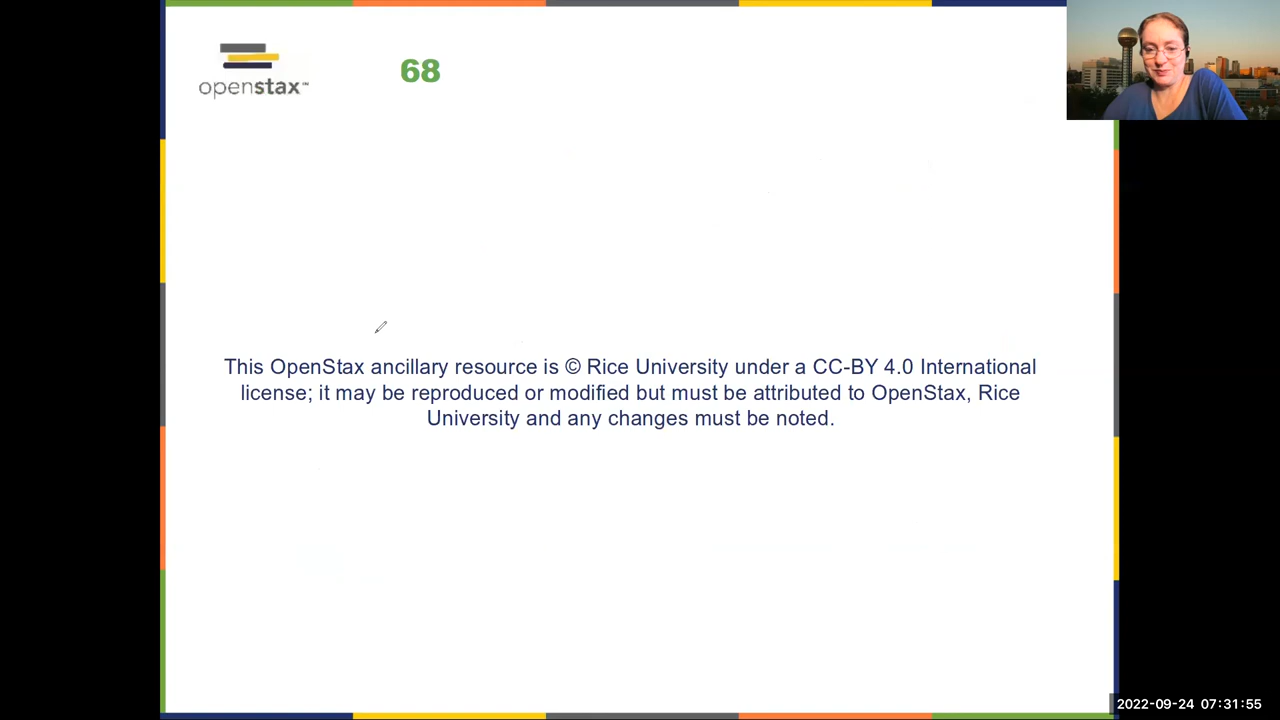 openstax™
68
This OpenStax ancillary resource is © Rice University under a CC-BY 4.0 International
license; it may be reproduced or modified but must be attributed to OpenStax, Rice
University and any changes must be noted.
2022-09-24 07:31:55